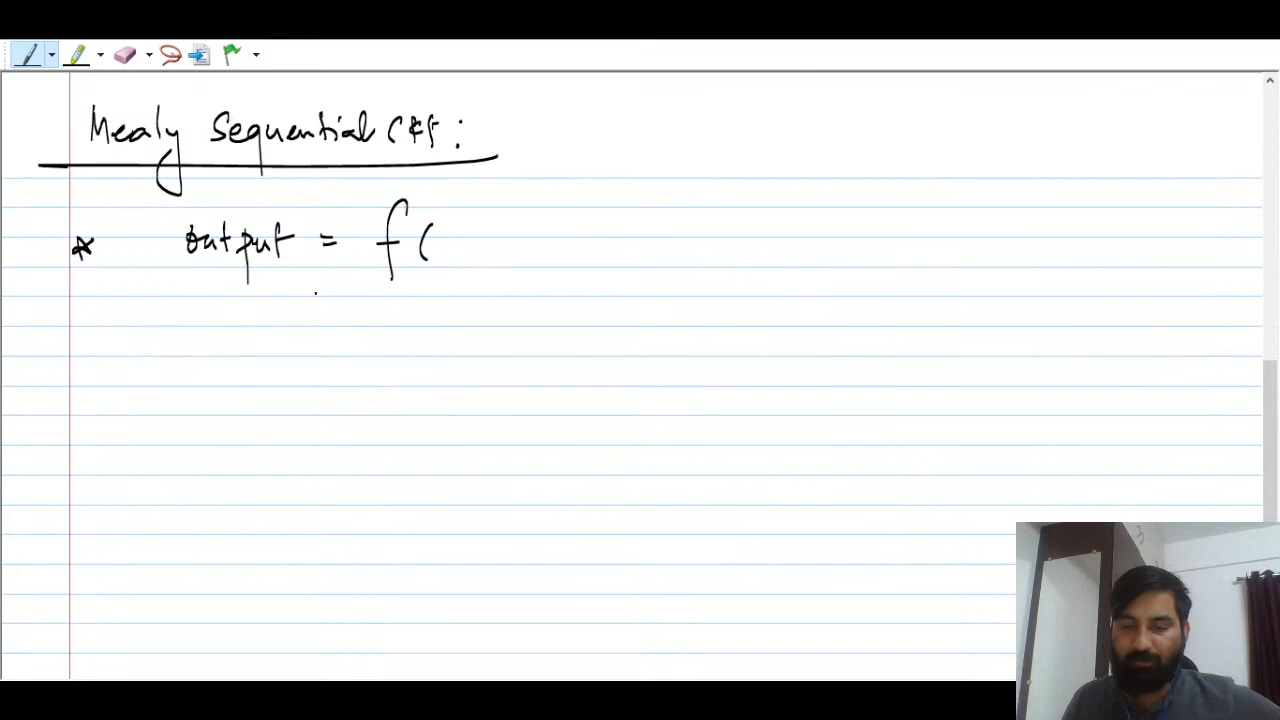 Mealy Sequential CKt :
* output = f (